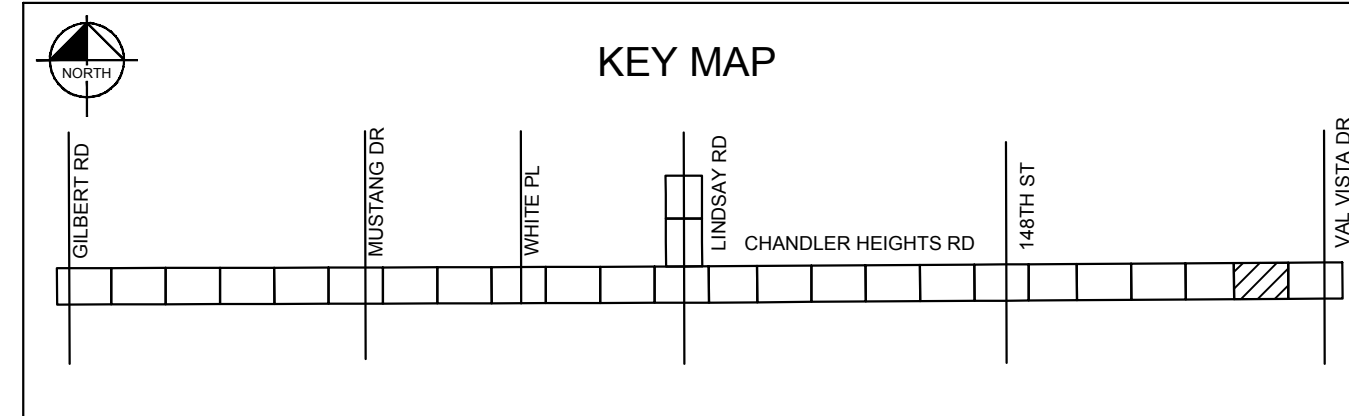 KEY MAP
NORTH
GILBERT RD
MUSTANG DR
WHITE PL
LINDSAY RD
CHANDLER HEIGHTS RD
148TH ST
VAL VISTA DR